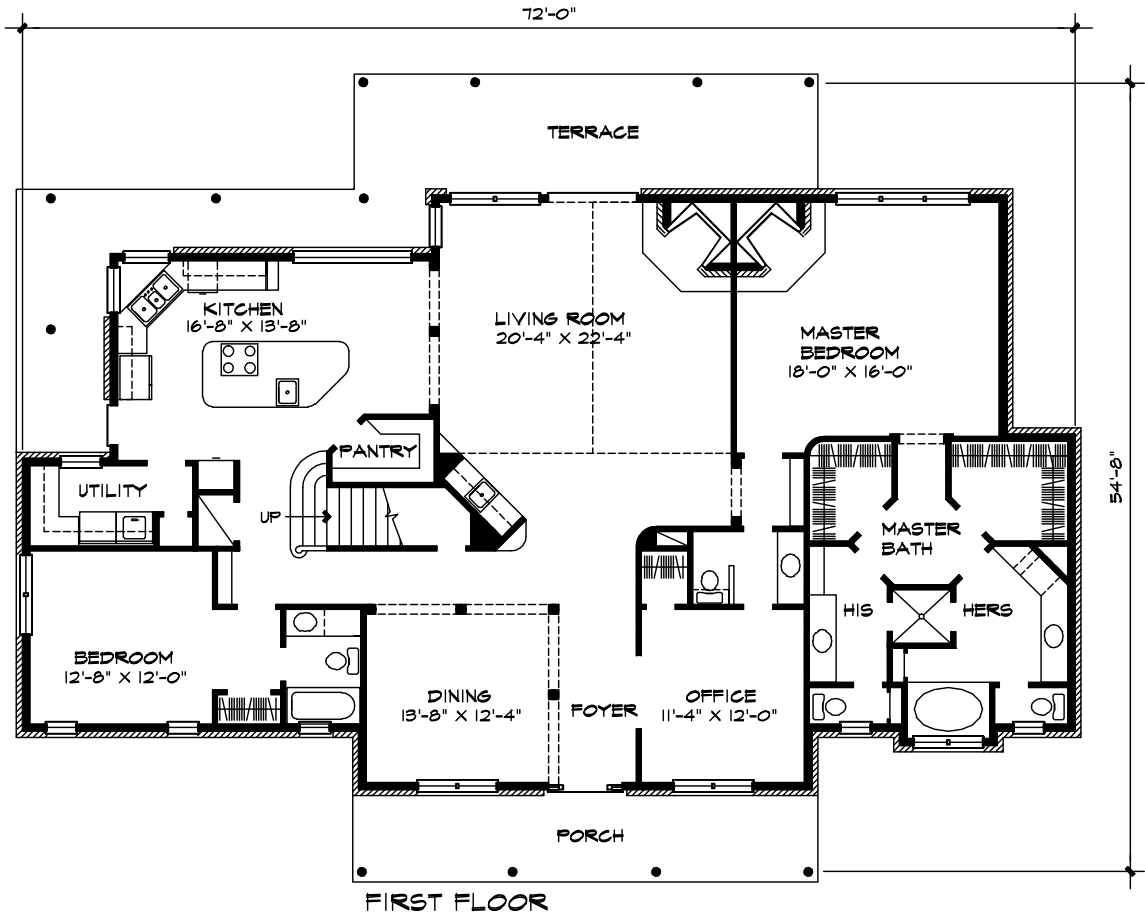 72'-0"
TERRACE
KITCHEN
16'-8" X 13'-8"
LIVING ROOM
20'-4" X 22'-4"
MASTER
BEDROOM
18'-0" X 16'-0"
PANTRY
UTILITY
UP
54'-8"
MASTER
BATH
HIS
HERS
BEDROOM
12'-8" X 12'-0"
DINING
13'-8" X 12'-4"
FOYER
OFFICE
11'-4" X 12'-0"
PORCH
FIRST FLOOR